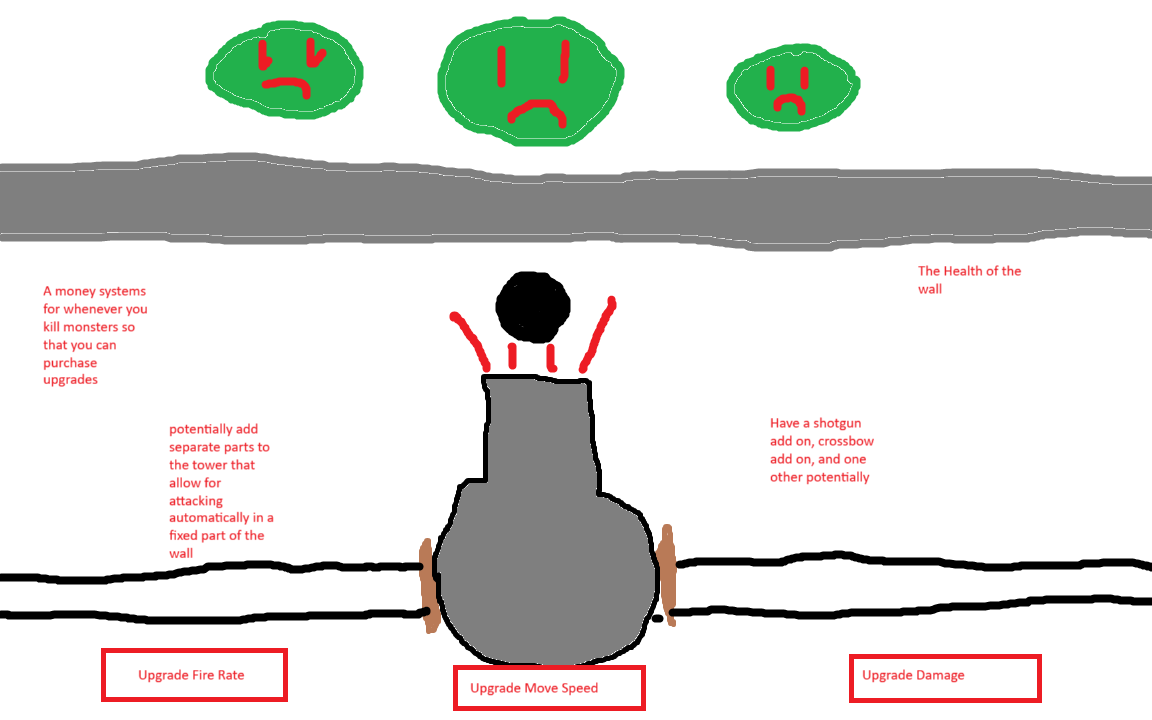 The Health of the
wall
A money systems
for whenever you
kill monsters so
that you can
purchase
upgrades
potentially add
separate parts to
the tower that
allow for
attacking
automatically in a
fixed part of the
wall
Have a shotgun
add on, crossbow
add on, and one
other potentially
Upgrade Fire Rate
Upgrade Move Speed
Upgrade Damage